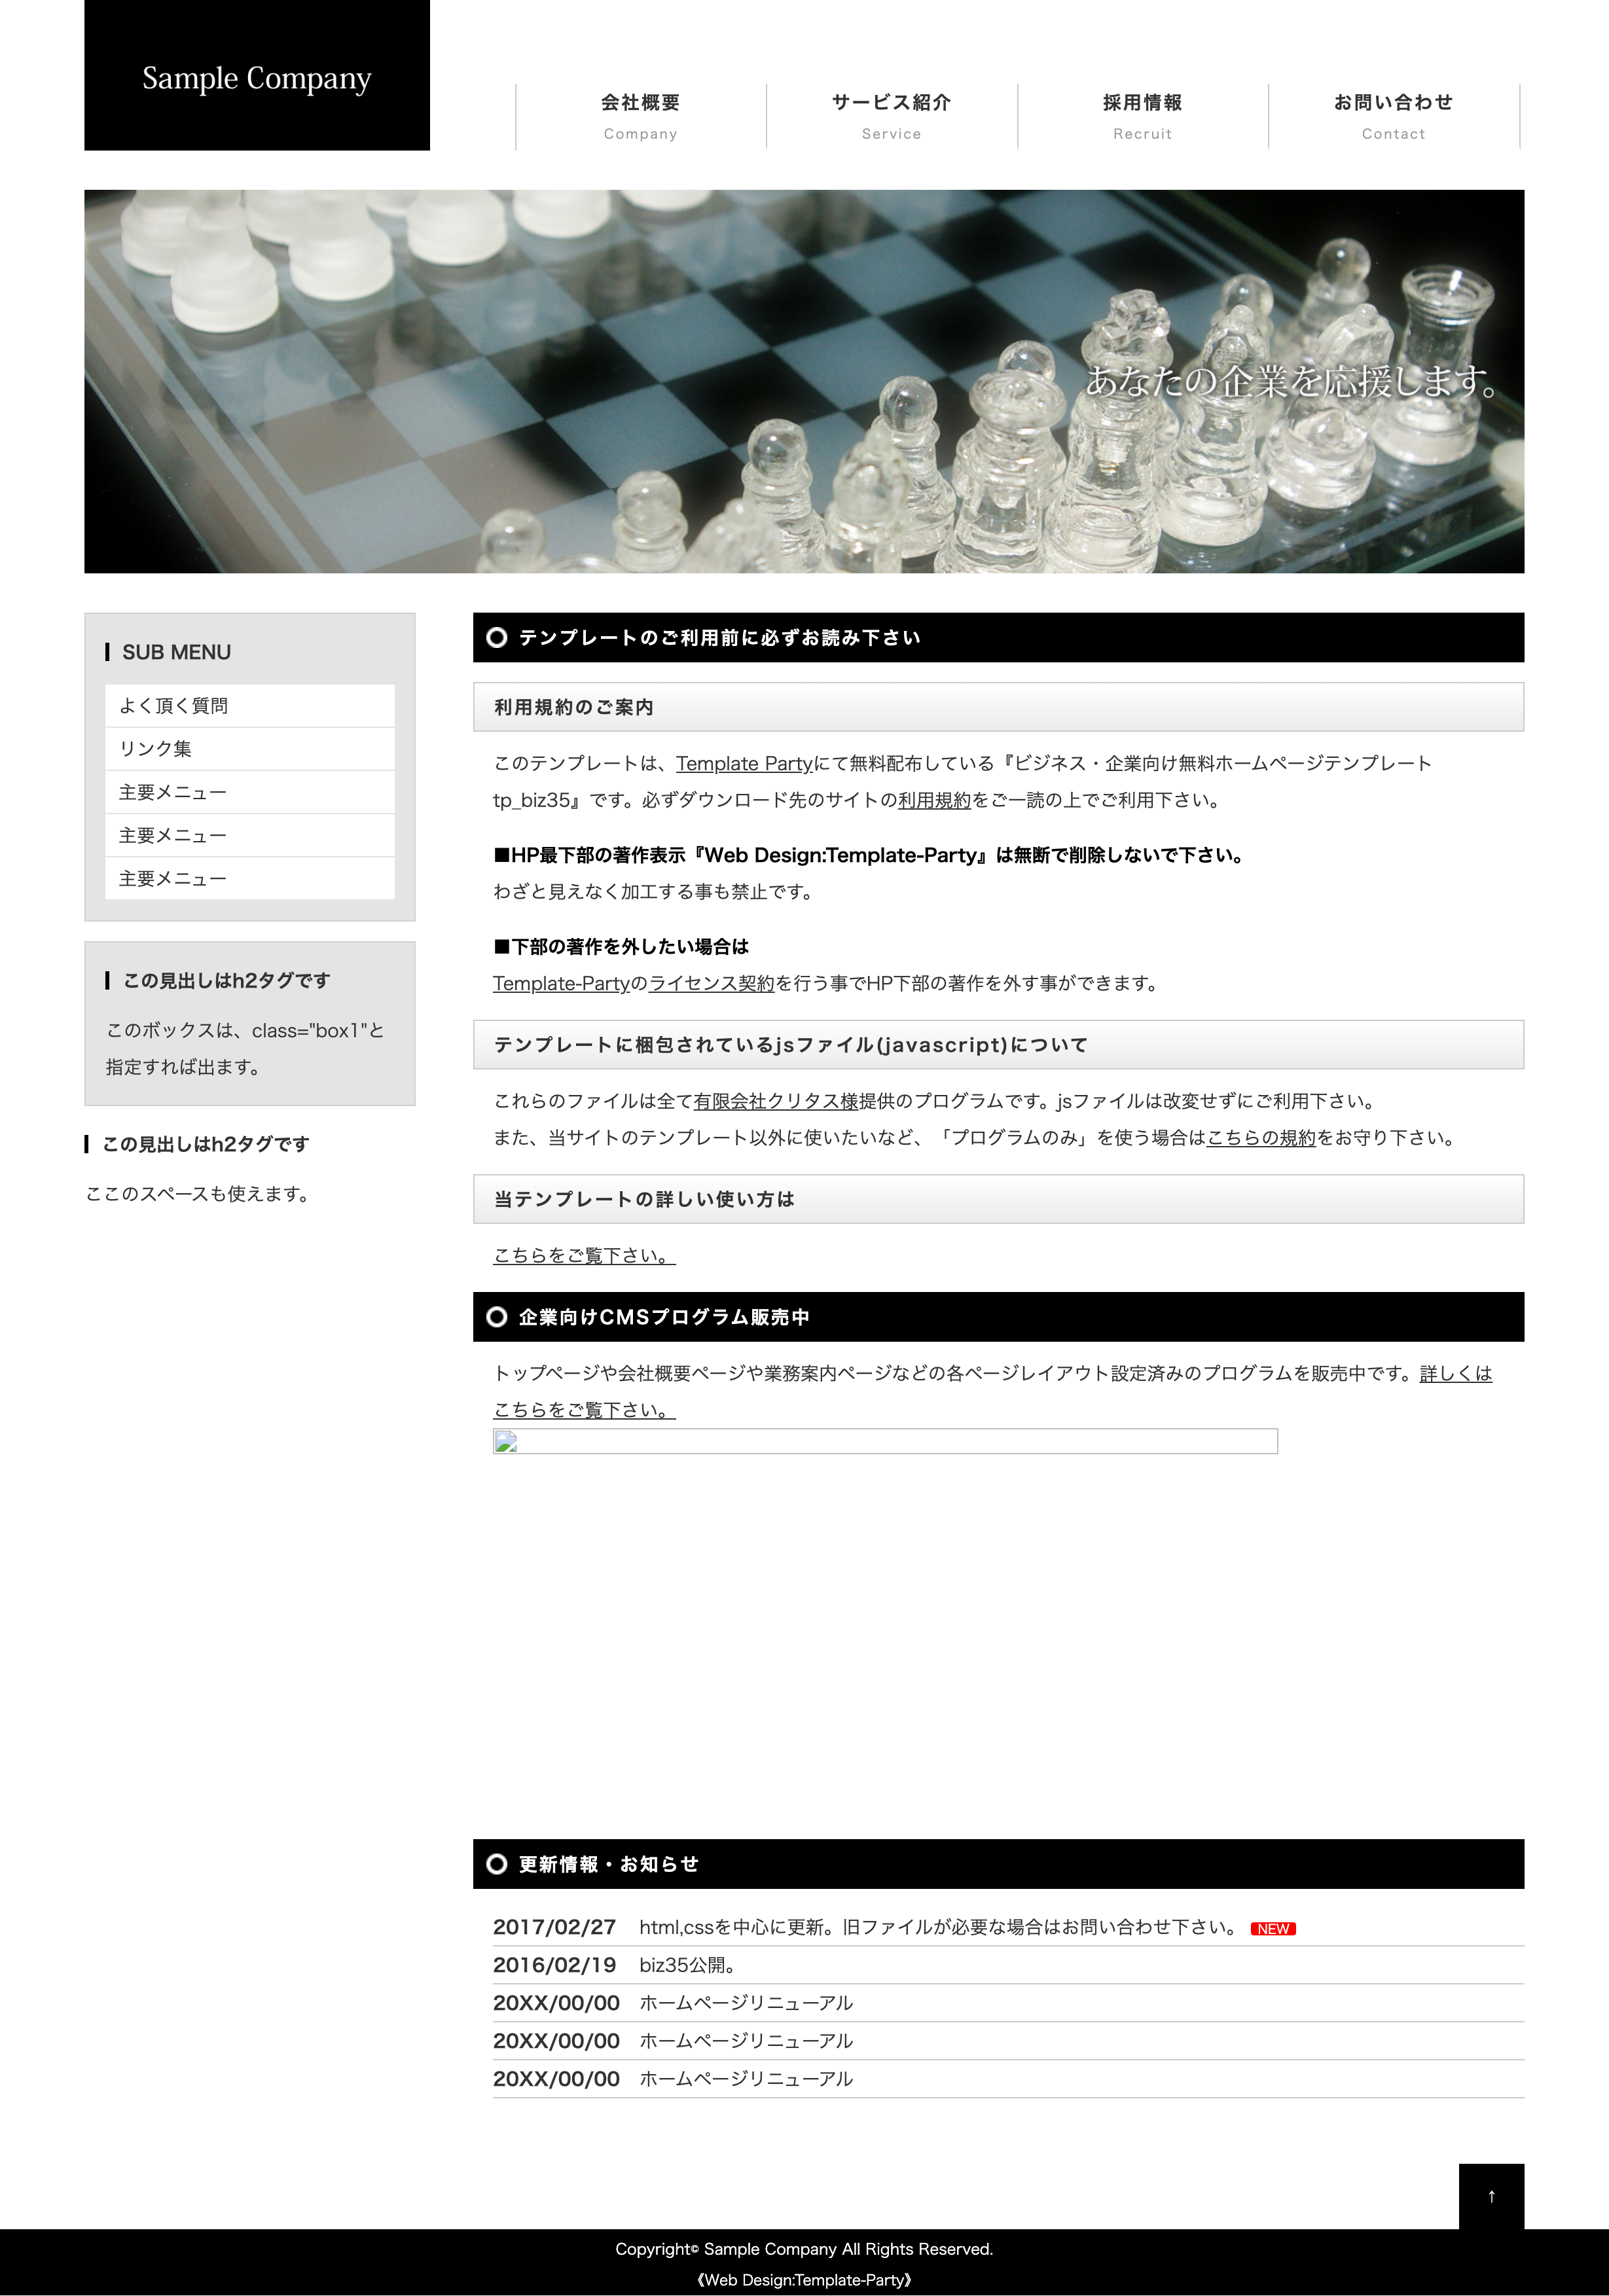 Sample Company
会社概要
Company
サービス紹介
Service
採用情報
Recruit
お問い合わせ
Contact
あなたの企業を応援します。
SUB MENU
よく頂く質問
リンク集
主要メニュー
主要メニュー
主要メニュー
この見出しはh2タグです
このボックスは、class="box1"と
指定すれば出ます。
この見出しはh2タグです
ここのスペースも使えます。
テンプレートのご利用前に必ずお読み下さい
利用規約のご案内
このテンプレートは、Template Partyにて無料配布している『ビジネス・企業向け無料ホームページテンプレート
tp_biz35』です。必ずダウンロード先のサイトの利用規約をご一読の上でご利用下さい。
■HP最下部の著作表示『Web Design:Template-Party』は無断で削除しないで下さい。
わざと見えなく加工する事も禁止です。
■下部の著作を外したい場合は
Template-Partyのライセンス契約を行う事でHP下部の著作を外す事ができます。
テンプレートに梱包されているjsファイル(javascript)について
これらのファイルは全て有限会社クリタス様提供のプログラムです。jsファイルは改変せずにご利用下さい。
また、当サイトのテンプレート以外に使いたいなど、「プログラムのみ」を使う場合はこちらの規約をお守り下さい。
当テンプレートの詳しい使い方は
こちらをご覧下さい。
企業向けCMSプログラム販売中
トップページや会社概要ページや業務案内ページなどの各ページレイアウト設定済みのプログラムを販売中です。詳しくは
こちらをご覧下さい。
更新情報・お知らせ
2017/02/27 html,cssを中心に更新。旧ファイルが必要な場合はお問い合わせ下さい。 NEW
2016/02/19 biz35公開。
20XX/00/00 ホームページリニューアル
20XX/00/00 ホームページリニューアル
20XX/00/00 ホームページリニューアル
↑
Copyright© Sample Company All Rights Reserved.
《Web Design:Template-Party》